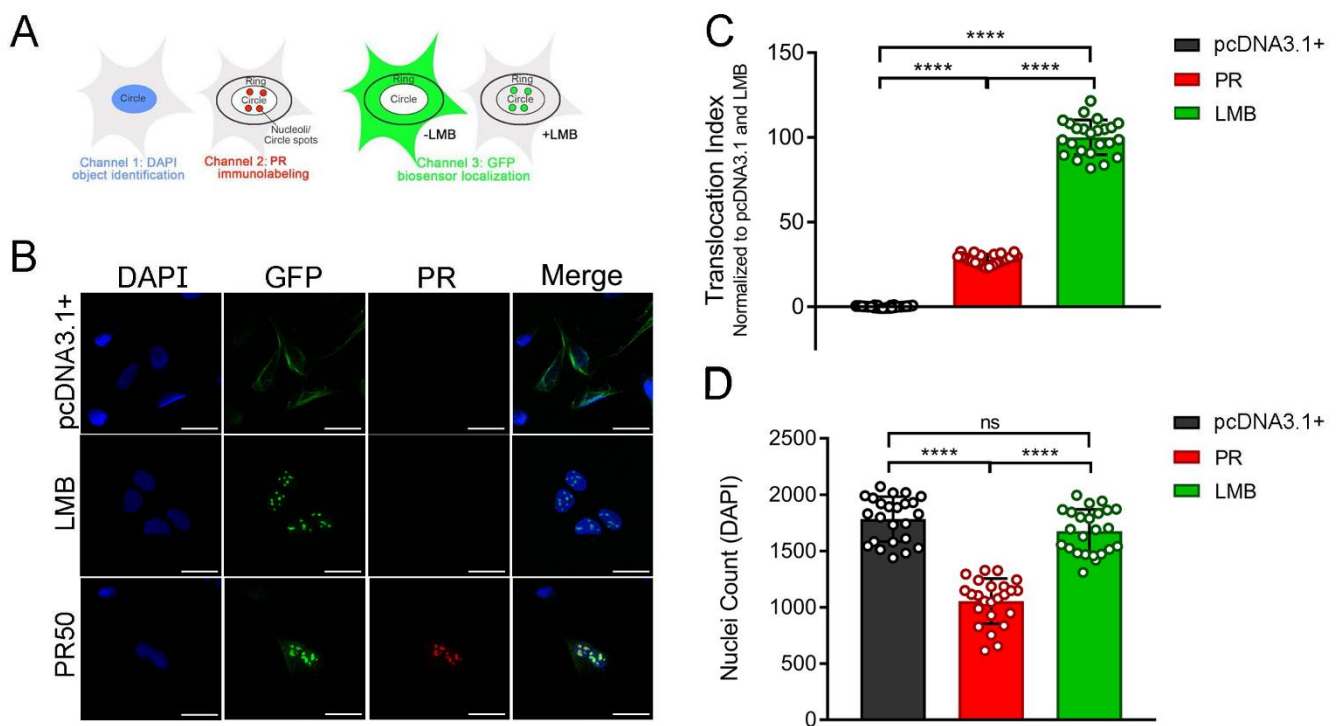 A
Circle
Ring
Circle
Nucleoli/
Circle spots
Channel 1: DAPI
object identification
Channel 2: PR
immunolabeling
Ring
Circle
-LMB
Ring
Circle
+LMB
Channel 3: GFP
biosensor localization
B
DAPI GFP PR Merge
pcDNA3.1+
LMB
PR50
C
Translocation Index
Normalized to pcDNA3.1 and LMB
150
100
50
0
****
**** ****
pcDNA3.1+
PR
LMB
D
Nuclei Count (DAPI)
2500
2000
1500
1000
500
0
ns
**** ****
pcDNA3.1+
PR
LMB